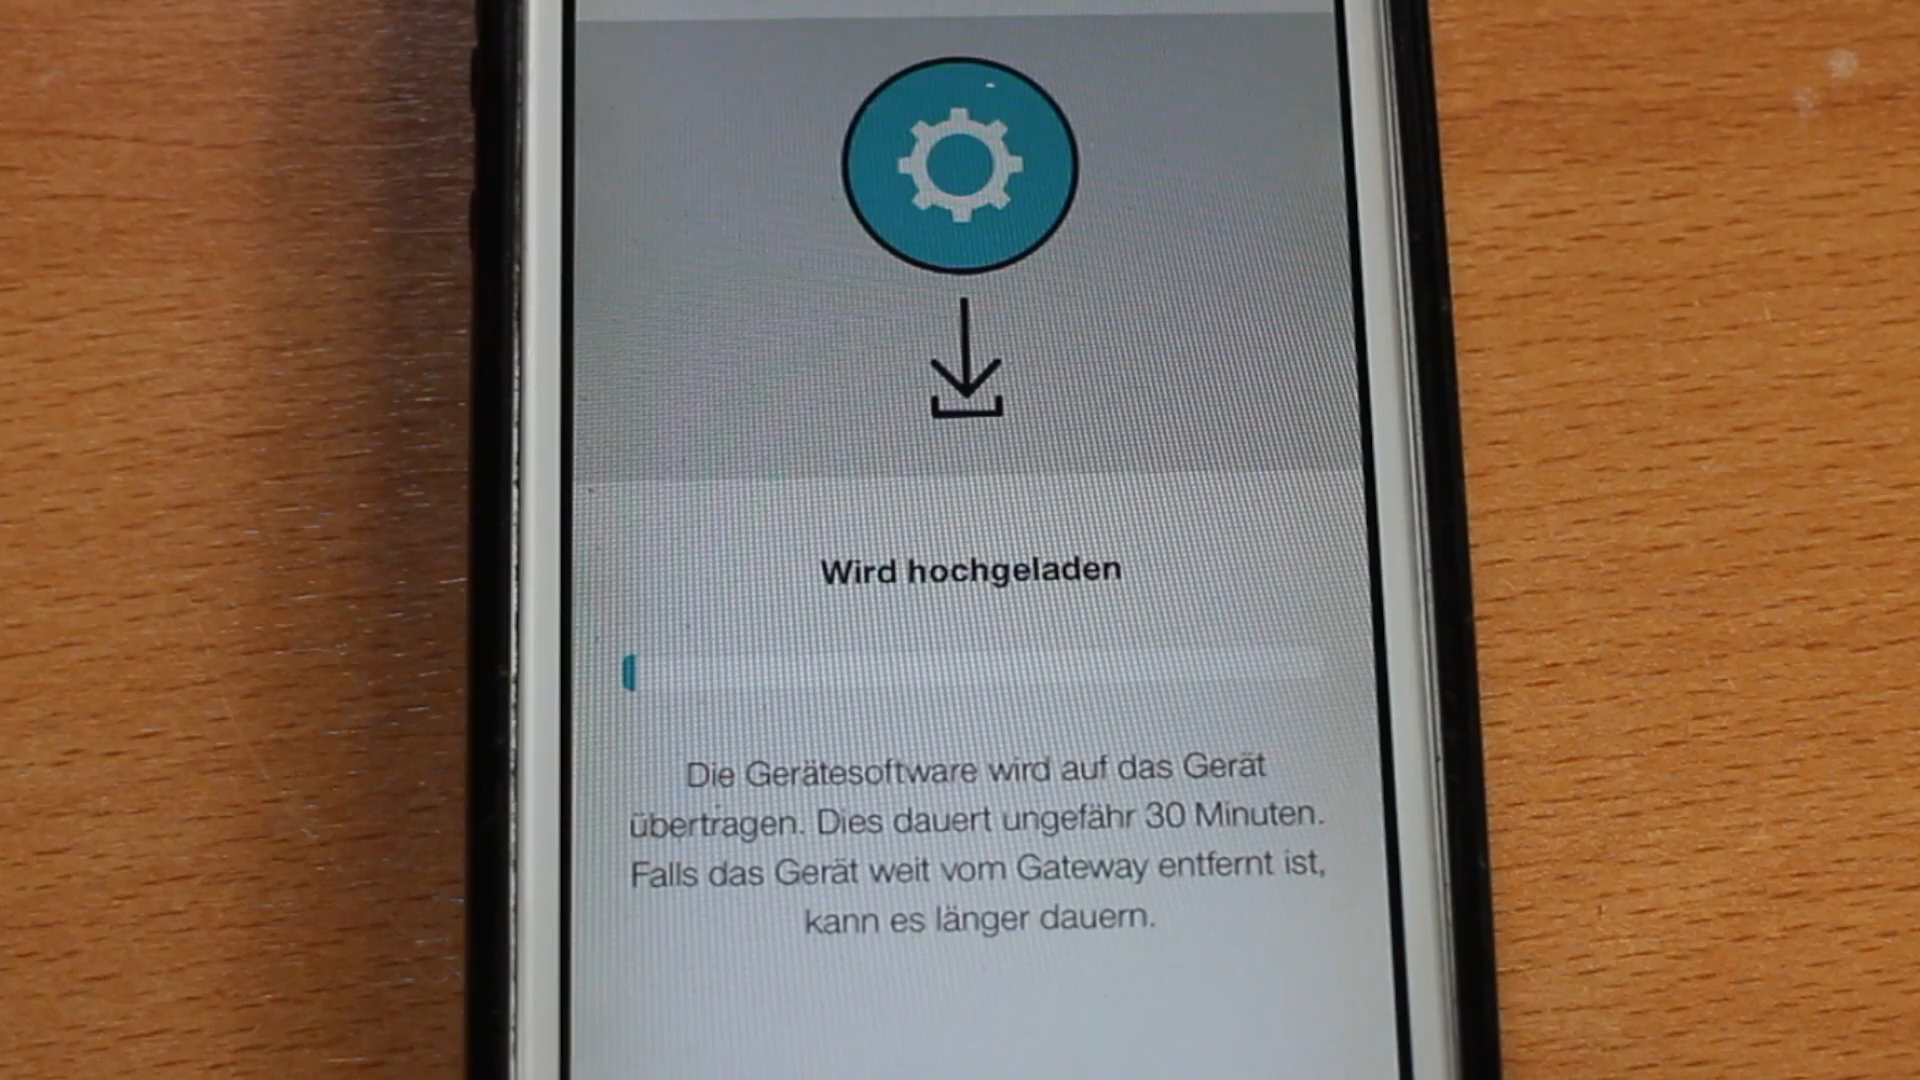 Wird hochgeladen
Die Gerätesoftware wird auf das Gerät
übertragen. Dies dauert ungefähr 30 Minuten.
Falls das Gerät weit vom Gateway entfernt ist,
kann es länger dauern.